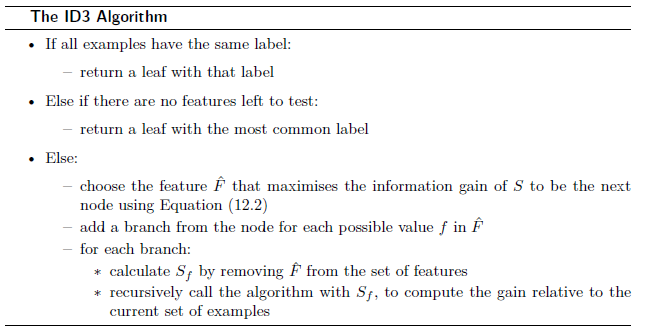 The ID3 Algorithm
• If all examples have the same label:
– return a leaf with that label
• Else if there are no features left to test:
– return a leaf with the most common label
• Else:
– choose the feature F̂ that maximises the information gain of S to be the next
node using Equation (12.2)
– add a branch from the node for each possible value f in F̂
– for each branch:
∗ calculate S_f by removing F̂ from the set of features
∗ recursively call the algorithm with S_f, to compute the gain relative to the
current set of examples